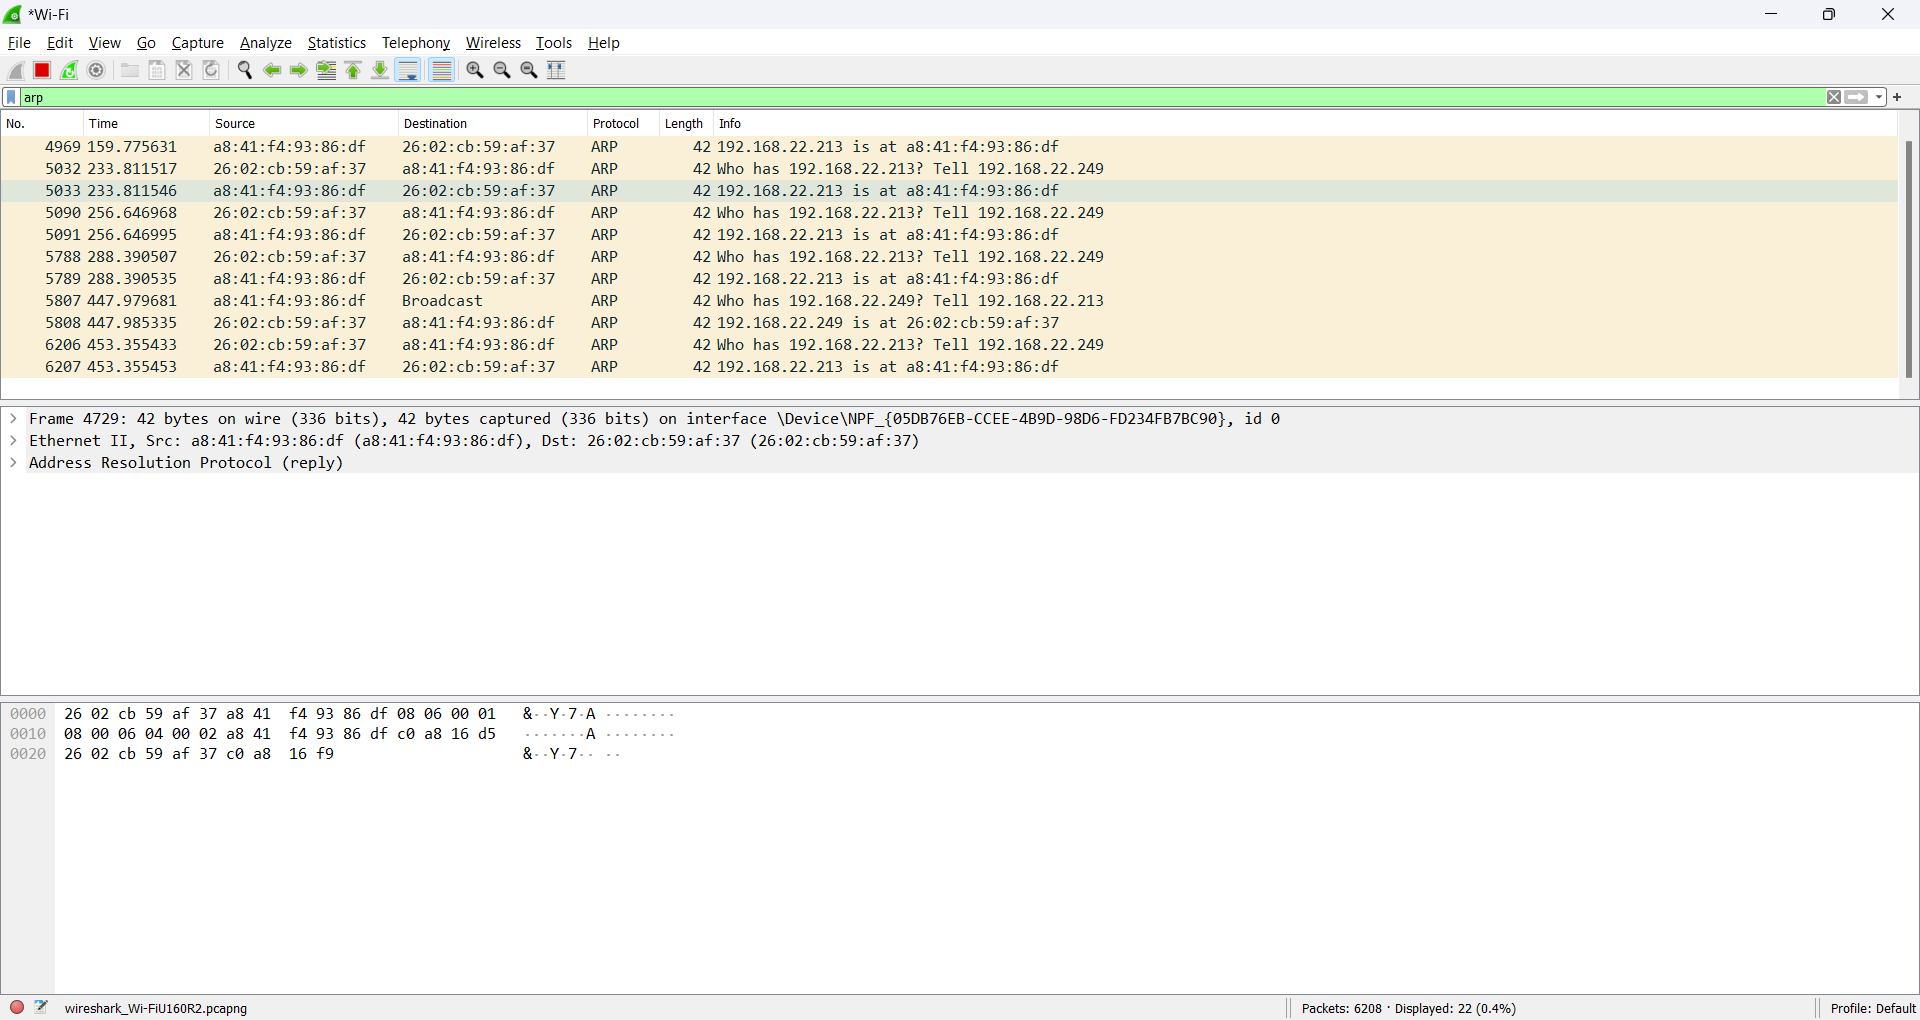 *Wi-Fi
File Edit View Go Capture Analyze Statistics Telephony Wireless Tools Help
arp
No. Time Source Destination Protocol Length Info
4969 159.775631 a8:41:f4:93:86:df 26:02:cb:59:af:37 ARP 42 192.168.22.213 is at a8:41:f4:93:86:df
5032 233.811517 26:02:cb:59:af:37 a8:41:f4:93:86:df ARP 42 Who has 192.168.22.213? Tell 192.168.22.249
5033 233.811546 a8:41:f4:93:86:df 26:02:cb:59:af:37 ARP 42 192.168.22.213 is at a8:41:f4:93:86:df
5090 256.646968 26:02:cb:59:af:37 a8:41:f4:93:86:df ARP 42 Who has 192.168.22.213? Tell 192.168.22.249
5091 256.646995 a8:41:f4:93:86:df 26:02:cb:59:af:37 ARP 42 192.168.22.213 is at a8:41:f4:93:86:df
5788 288.390507 26:02:cb:59:af:37 a8:41:f4:93:86:df ARP 42 Who has 192.168.22.213? Tell 192.168.22.249
5789 288.390535 a8:41:f4:93:86:df 26:02:cb:59:af:37 ARP 42 192.168.22.213 is at a8:41:f4:93:86:df
5807 447.979681 a8:41:f4:93:86:df Broadcast ARP 42 Who has 192.168.22.249? Tell 192.168.22.213
5808 447.985335 26:02:cb:59:af:37 a8:41:f4:93:86:df ARP 42 192.168.22.249 is at 26:02:cb:59:af:37
6206 453.355433 26:02:cb:59:af:37 a8:41:f4:93:86:df ARP 42 Who has 192.168.22.213? Tell 192.168.22.249
6207 453.355453 a8:41:f4:93:86:df 26:02:cb:59:af:37 ARP 42 192.168.22.213 is at a8:41:f4:93:86:df
Frame 4729: 42 bytes on wire (336 bits), 42 bytes captured (336 bits) on interface \Device\NPF_{05DB76EB-CCEE-4B9D-98D6-FD234FB7BC90}, id 0
Ethernet II, Src: a8:41:f4:93:86:df (a8:41:f4:93:86:df), Dst: 26:02:cb:59:af:37 (26:02:cb:59:af:37)
Address Resolution Protocol (reply)
0000 26 02 cb 59 af 37 a8 41 f4 93 86 df 08 06 00 01 &··Y·7·A ········
0010 08 00 06 04 00 02 a8 41 f4 93 86 df c0 a8 16 d5 ·······A ········
0020 26 02 cb 59 af 37 c0 a8 16 f9 &··Y·7·· ··
wireshark_Wi-FiU160R2.pcapng Packets: 6208 · Displayed: 22 (0.4%) Profile: Default